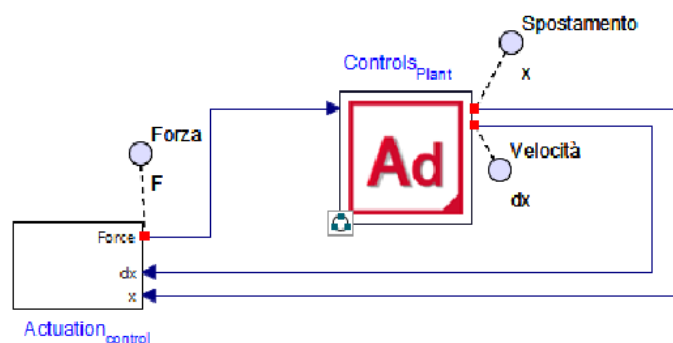 Spostamento
x
Controls_Plant
Forza
F
Ad
Velocità
dx
Force
dx
x
Actuation_control